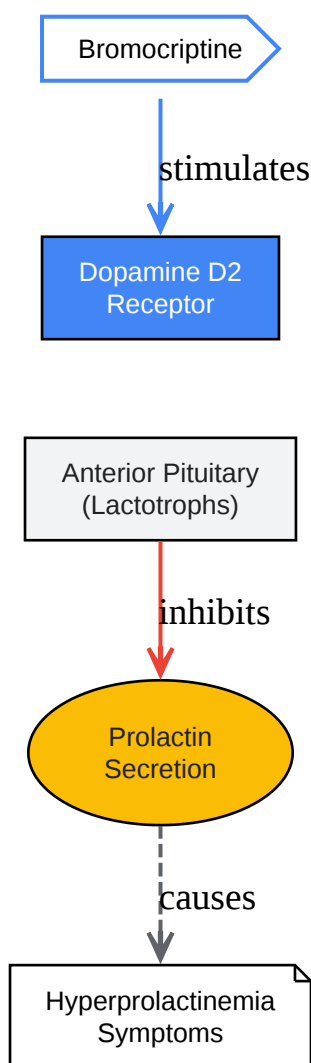 Bromocriptine
stimulates
Dopamine D2
Receptor
Anterior Pituitary
(Lactotrophs)
inhibits
Prolactin
Secretion
causes
Hyperprolactinemia
Symptoms